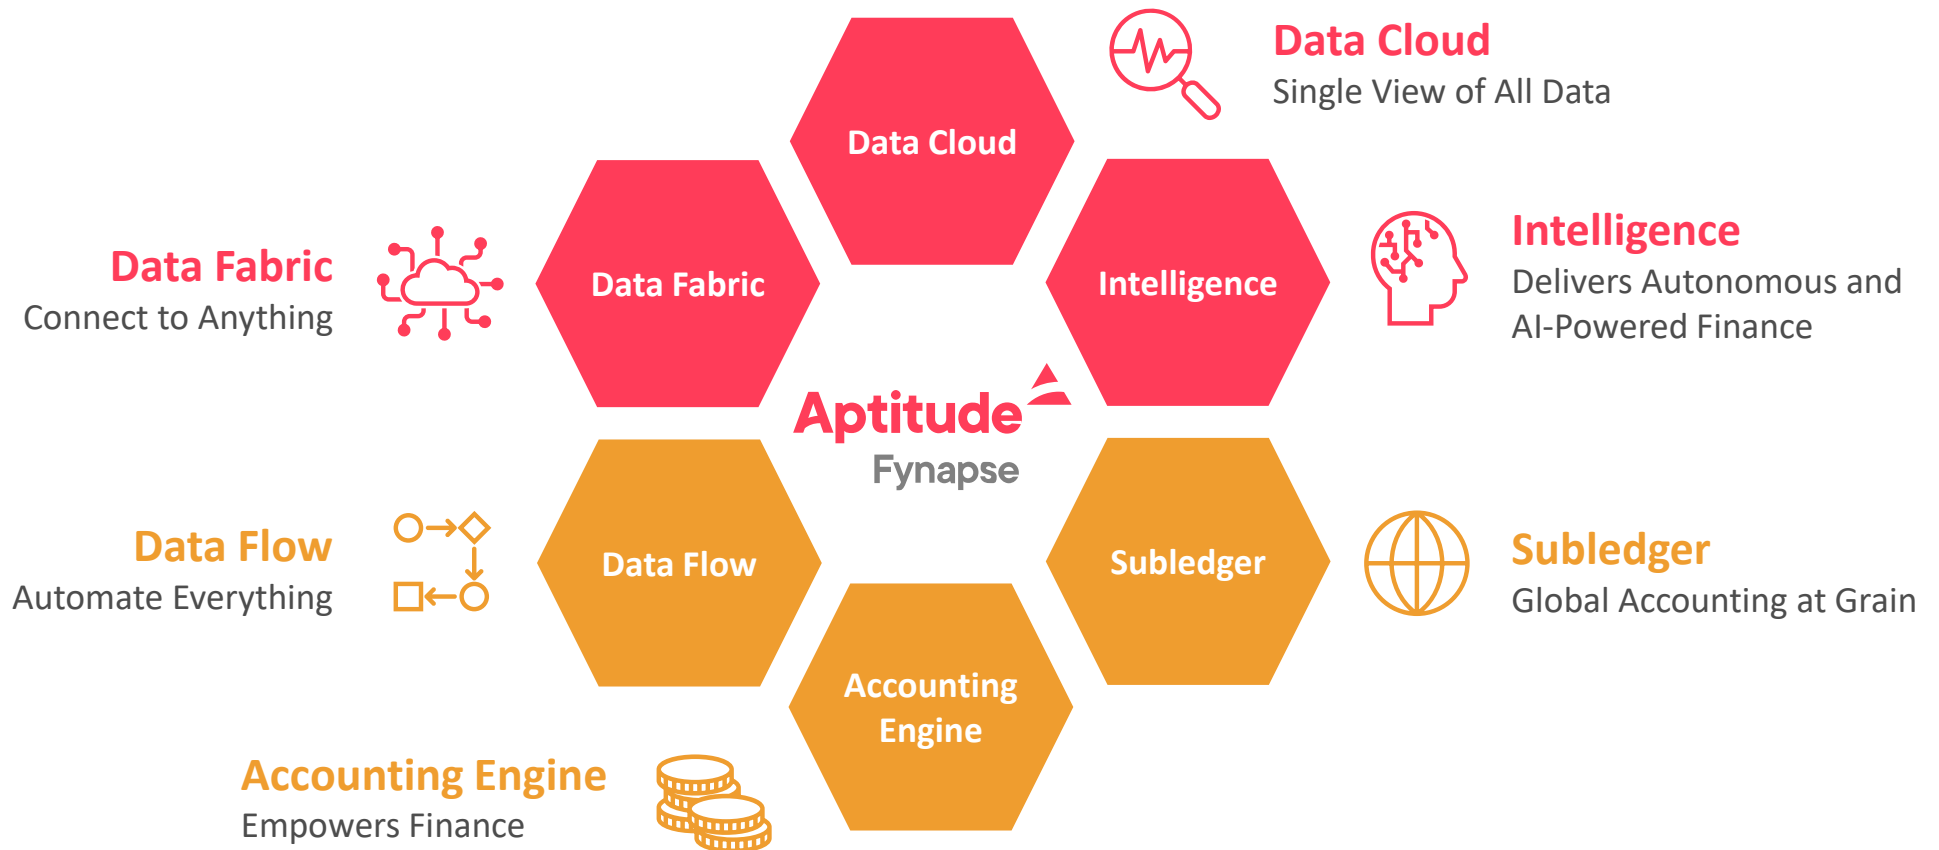 Data Cloud
Single View of All Data
Data Cloud
Data Fabric
Connect to Anything
Data Fabric
Intelligence
Intelligence
Delivers Autonomous and
AI-Powered Finance
Aptitude
Fynapse
Data Flow
Automate Everything
Data Flow
Subledger
Subledger
Global Accounting at Grain
Accounting
Engine
Accounting Engine
Empowers Finance